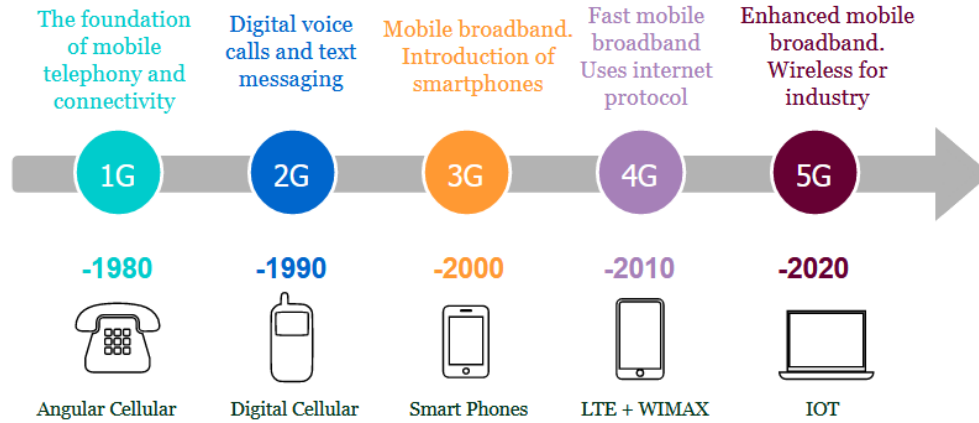 The foundation
of mobile
telephony and
connectivity
Digital voice
calls and text
messaging
Mobile broadband.
Introduction of
smartphones
Fast mobile
broadband
Uses internet
protocol
Enhanced mobile
broadband.
Wireless for
industry
1G
2G
3G
4G
5G
-1980
-1990
-2000
-2010
-2020
Angular Cellular
Digital Cellular
Smart Phones
LTE + WIMAX
IOT